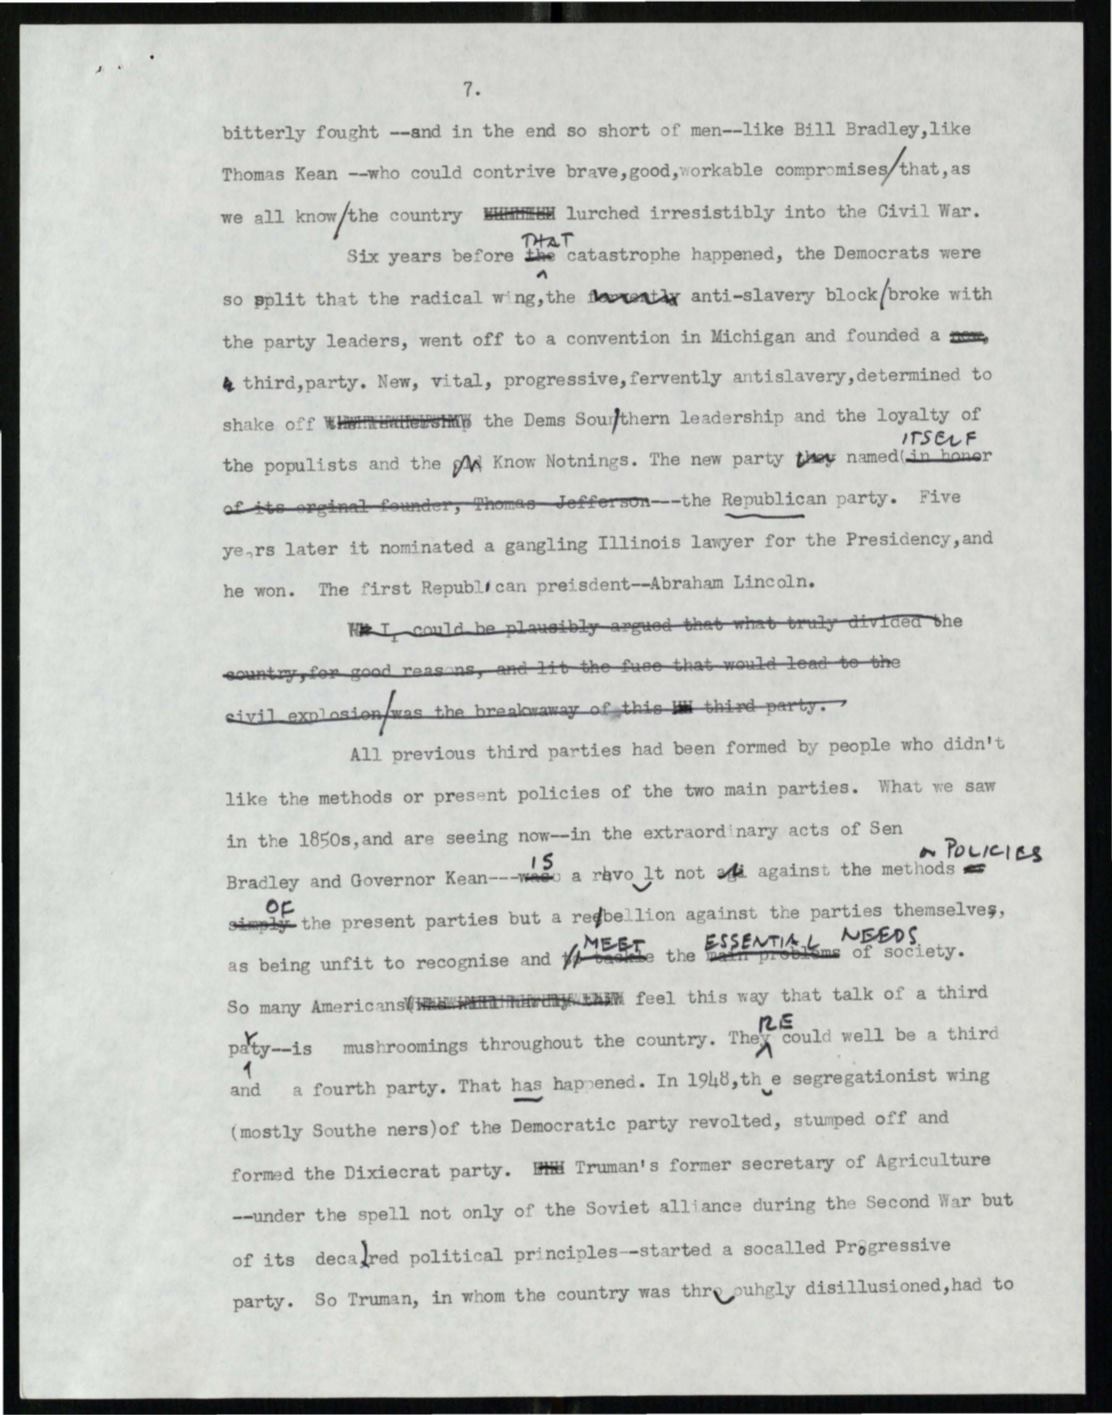 7.
bitterly fought --and in the end so short of men--like Bill Bradley,like
Thomas Kean --who could contrive brave,good,workable compromises/that,as
we all know/the country lurched irresistibly into the Civil War.
THAT
Six years before the catastrophe happened, the Democrats were
so split that the radical wing,the fervently anti-slavery block/broke with
the party leaders, went off to a convention in Michigan and founded a new,
third,party. New, vital, progressive,fervently antislavery,determined to
shake off the Dems Sour/thern leadership and the loyalty of
ITSELF
the populists and the Know Notnings. The new party they named(in honor
of its orginal founder, Thomas Jefferson---the Republican party. Five
years later it nominated a gangling Illinois lawyer for the Presidency,and
he won. The first Republican preisdent--Abraham Lincoln.
I, could be plausibly argued that what truly divided the
country,for good reasons, and lit the fuse that would lead to the
civil explosion/was the breakwaway of this third party.
All previous third parties had been formed by people who didn't
like the methods or present policies of the two main parties. What we saw
in the 1850s,and are seeing now--in the extraordinary acts of Sen
IS POLICIES
Bradley and Governor Kean---was a revo lt not against the methods
OF
simply the present parties but a rebellion against the parties themselves,
MEET ESSENTIAL NEEDS
as being unfit to recognise and tackle the main problems of society.
So many Americans feel this way that talk of a third
r
paty--is mushroomings throughout the country. They could well be a third
RE
and a fourth party. That has happened. In 1948,th e segregationist wing
(mostly Southe ners)of the Democratic party revolted, stumped off and
formed the Dixiecrat party. Truman's former secretary of Agriculture
--under the spell not only of the Soviet alliance during the Second War but
of its decalred political principles--started a socalled Progressive
party. So Truman, in whom the country was thro ouhgly disillusioned,had to